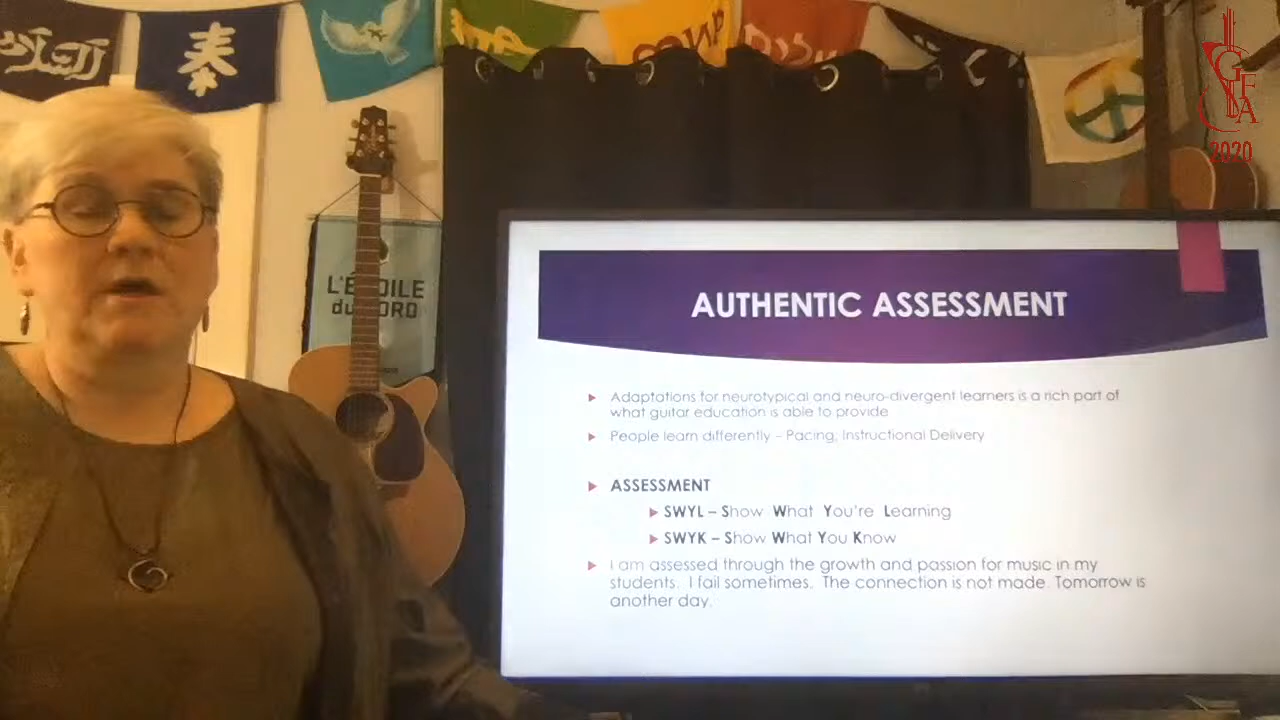 春
שלום
GFA
2020
L'ÉTOILE
du NORD
AUTHENTIC ASSESSMENT
Adaptations for neurotypical and neuro-divergent learners is a rich part of
what guitar education is able to provide
People learn differently – Pacing, Instructional Delivery
ASSESSMENT
SWYL – Show What You're Learning
SWYK – Show What You Know
I am assessed through the growth and passion for music in my
students. I fail sometimes. The connection is not made. Tomorrow is
another day.